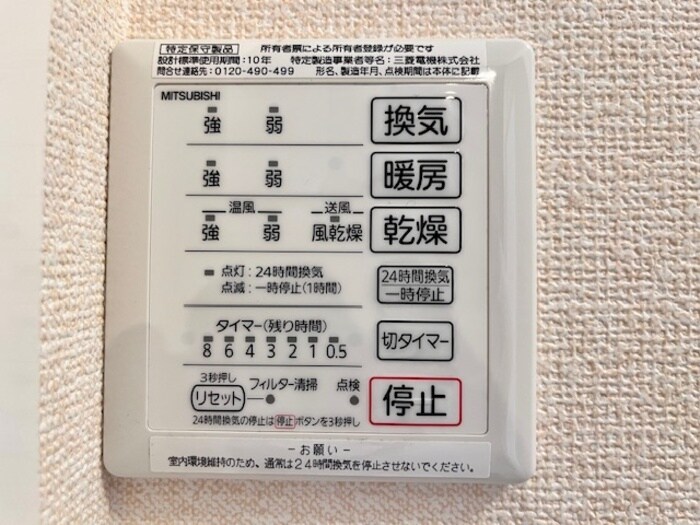 特定保守製品 所有者票による所有者登録が必要です
設計標準使用期間:10年 特定製造事業者等名:三菱電機株式会社
問合せ連絡先:0120-490-499 形名、製造年月、点検期間は本体に記載
MITSUBISHI
強 弱 換気
強 弱 暖房
温風 送風
強 弱 風乾燥 乾燥
点灯:24時間換気
点滅:一時停止(1時間)
24時間換気
一時停止
タイマー(残り時間)
8 6 4 3 2 1 0.5
切タイマー
3秒押し
リセット フィルター清掃 点検
停止
24時間換気の停止は停止ボタンを3秒押し
-お願い-
室内環境維持のため、通常は24時間換気を停止させないでください。